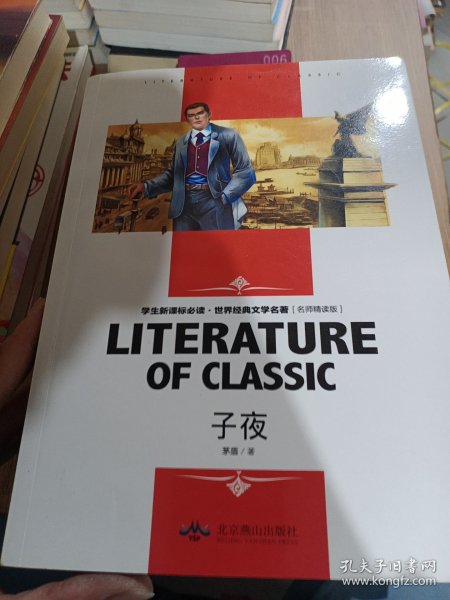 006
LITERATURE OF CLASSIC
学生新课标必读·世界经典文学名著[名师精读版]
LITERATURE
OF CLASSIC
子夜
茅盾/著
YSP
北京燕山出版社
BEIJING YANSHAN PRESS
孔夫子旧书网
www.kongfz.com